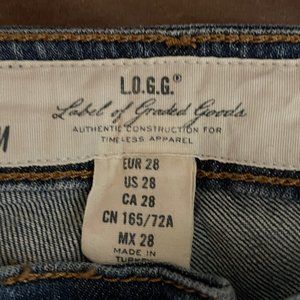 L.O.G.G.®
Label of Graded Goods
AUTHENTIC CONSTRUCTION FOR
TIMELESS APPAREL
M
EUR 28
US 28
CA 28
CN 165/72A
MX 28
MADE IN